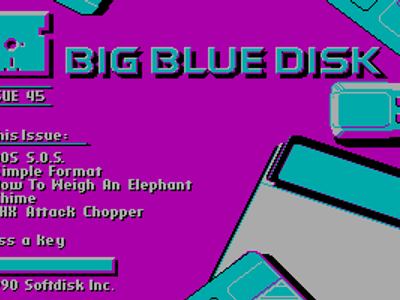 BIG BLUE DISK
SUE 45
his Issue:
OS S.O.S.
imple Format
ow To Weigh An Elephant
hime
AX Attack Chopper
ss a Key
90 Softdisk Inc.